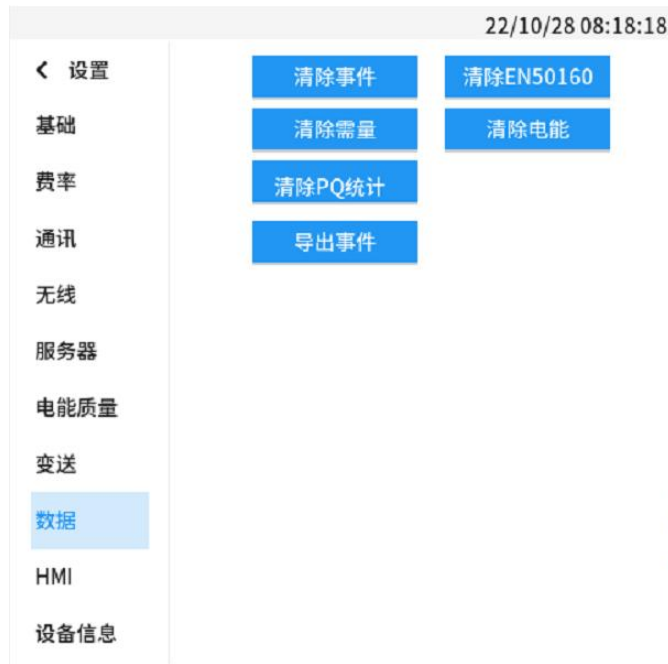 22/10/28 08:18:18
< 设置
基础
费率
通讯
无线
服务器
电能质量
变送
数据
HMI
设备信息
清除事件 清除EN50160
清除需量 清除电能
清除PQ统计
导出事件